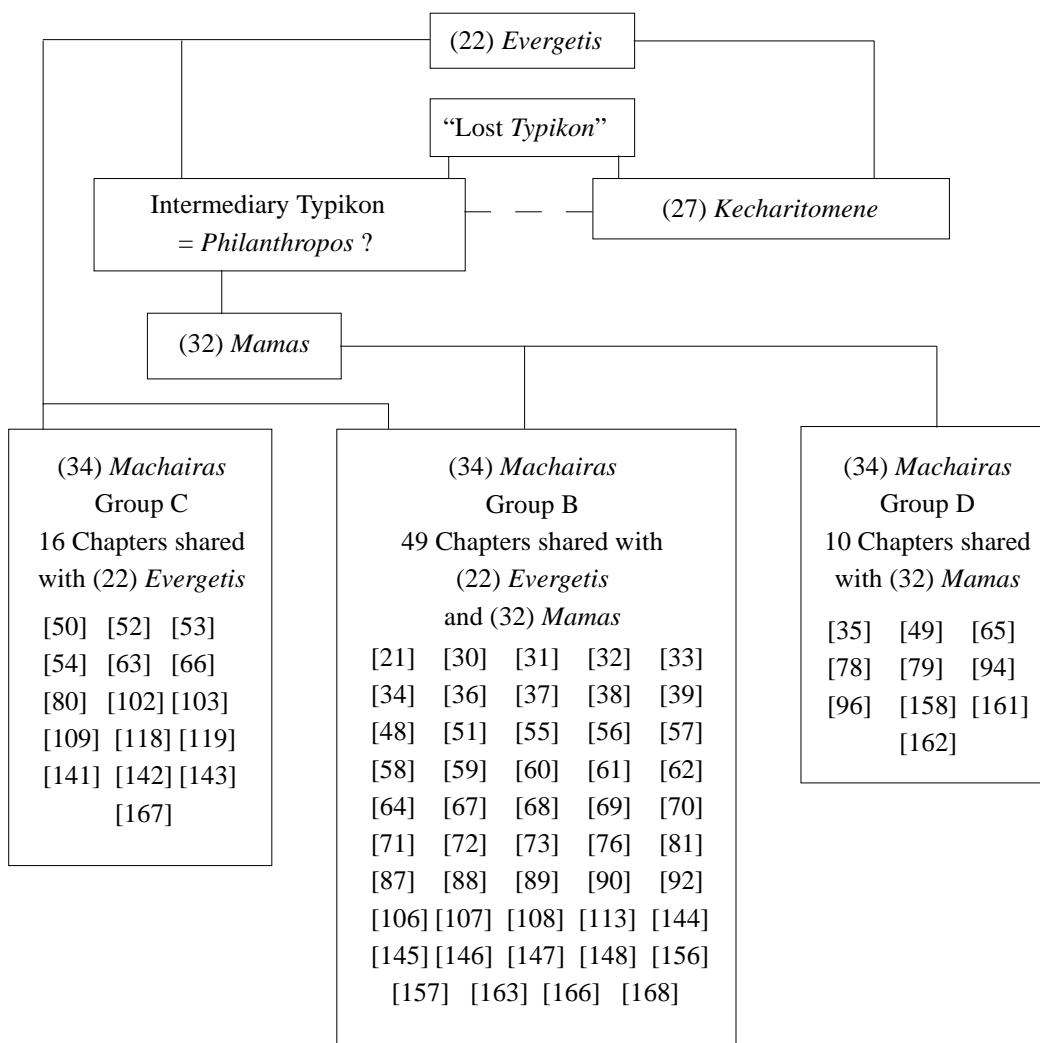 (22) Evergetis
“Lost Typikon”
Intermediary Typikon
= Philanthropos ?
(27) Kecharitomene
(32) Mamas
(34) Machairas
Group C
16 Chapters shared
with (22) Evergetis
[50] [52] [53]
[54] [63] [66]
[80] [102] [103]
[109] [118] [119]
[141] [142] [143]
[167]
(34) Machairas
Group B
49 Chapters shared with
(22) Evergetis
and (32) Mamas
[21] [30] [31] [32] [33]
[34] [36] [37] [38] [39]
[48] [51] [55] [56] [57]
[58] [59] [60] [61] [62]
[64] [67] [68] [69] [70]
[71] [72] [73] [76] [81]
[87] [88] [89] [90] [92]
[106] [107] [108] [113] [144]
[145] [146] [147] [148] [156]
[157] [163] [166] [168]
(34) Machairas
Group D
10 Chapters shared
with (32) Mamas
[35] [49] [65]
[78] [79] [94]
[96] [158] [161]
[162]